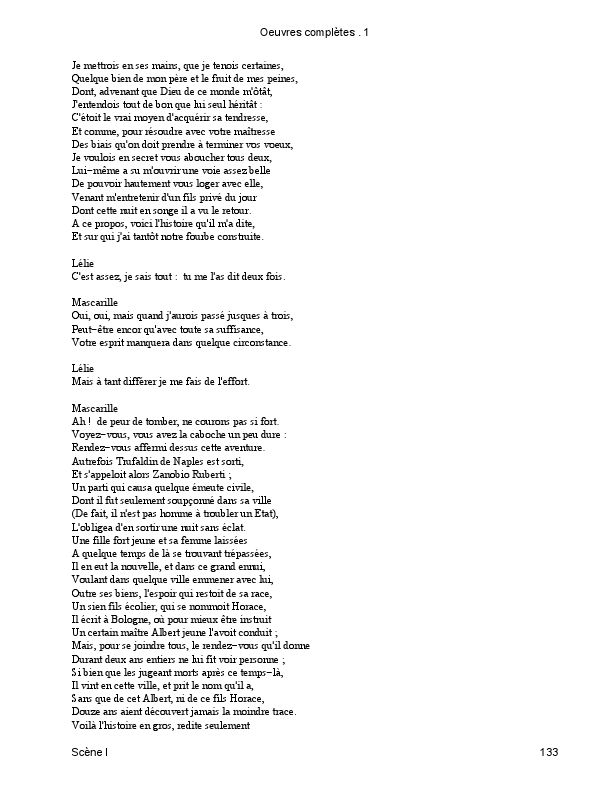 Oeuvres complètes . 1
Je mettrois en ses mains, que je tenois certaines,
Quelque bien de mon père et le fruit de mes peines,
Dont, advenant que Dieu de ce monde m'ôtât,
J'entendois tout de bon que lui seul héritât :
C'étoit le vrai moyen d'acquérir sa tendresse,
Et comme, pour résoudre avec votre maîtresse
Des biais qu'on doit prendre à terminer vos voeux,
Je voulois en secret vous aboucher tous deux,
Lui−même a su m'ouvrir une voie assez belle
De pouvoir hautement vous loger avec elle,
Venant m'entretenir d'un fils privé du jour
Dont cette nuit en songe il a vu le retour.
A ce propos, voici l'histoire qu'il m'a dite,
Et sur qui j'ai tantôt notre fourbe construite.
Lélie
C'est assez, je sais tout :  tu me l'as dit deux fois.
Mascarille
Oui, oui, mais quand j'aurois passé jusques à trois,
Peut−être encor qu'avec toute sa suffisance,
Votre esprit manquera dans quelque circonstance.
Lélie
Mais à tant différer je me fais de l'effort.
Mascarille
Ah !  de peur de tomber, ne courons pas si fort.
Voyez−vous, vous avez la caboche un peu dure :
Rendez−vous affermi dessus cette aventure.
Autrefois Trufaldin de Naples est sorti,
Et s'appeloit alors Zanobio Ruberti ;
Un parti qui causa quelque émeute civile,
Dont il fut seulement soupçonné dans sa ville
(De fait, il n'est pas homme à troubler un Etat),
L'obligea d'en sortir une nuit sans éclat.
Une fille fort jeune et sa femme laissées
A quelque temps de là se trouvant trépassées,
Il en eut la nouvelle, et dans ce grand ennui,
Voulant dans quelque ville emmener avec lui,
Outre ses biens, l'espoir qui restoit de sa race,
Un sien fils écolier, qui se nommoit Horace,
Il écrit à Bologne, où pour mieux être instruit
Un certain maître Albert jeune l'avoit conduit ;
Mais, pour se joindre tous, le rendez−vous qu'il donne
Durant deux ans entiers ne lui fit voir personne ;
Si bien que les jugeant morts après ce temps−là,
Il vint en cette ville, et prit le nom qu'il a,
Sans que de cet Albert, ni de ce fils Horace,
Douze ans aient découvert jamais la moindre trace.
Voilà l'histoire en gros, redite seulement
Scène I
133